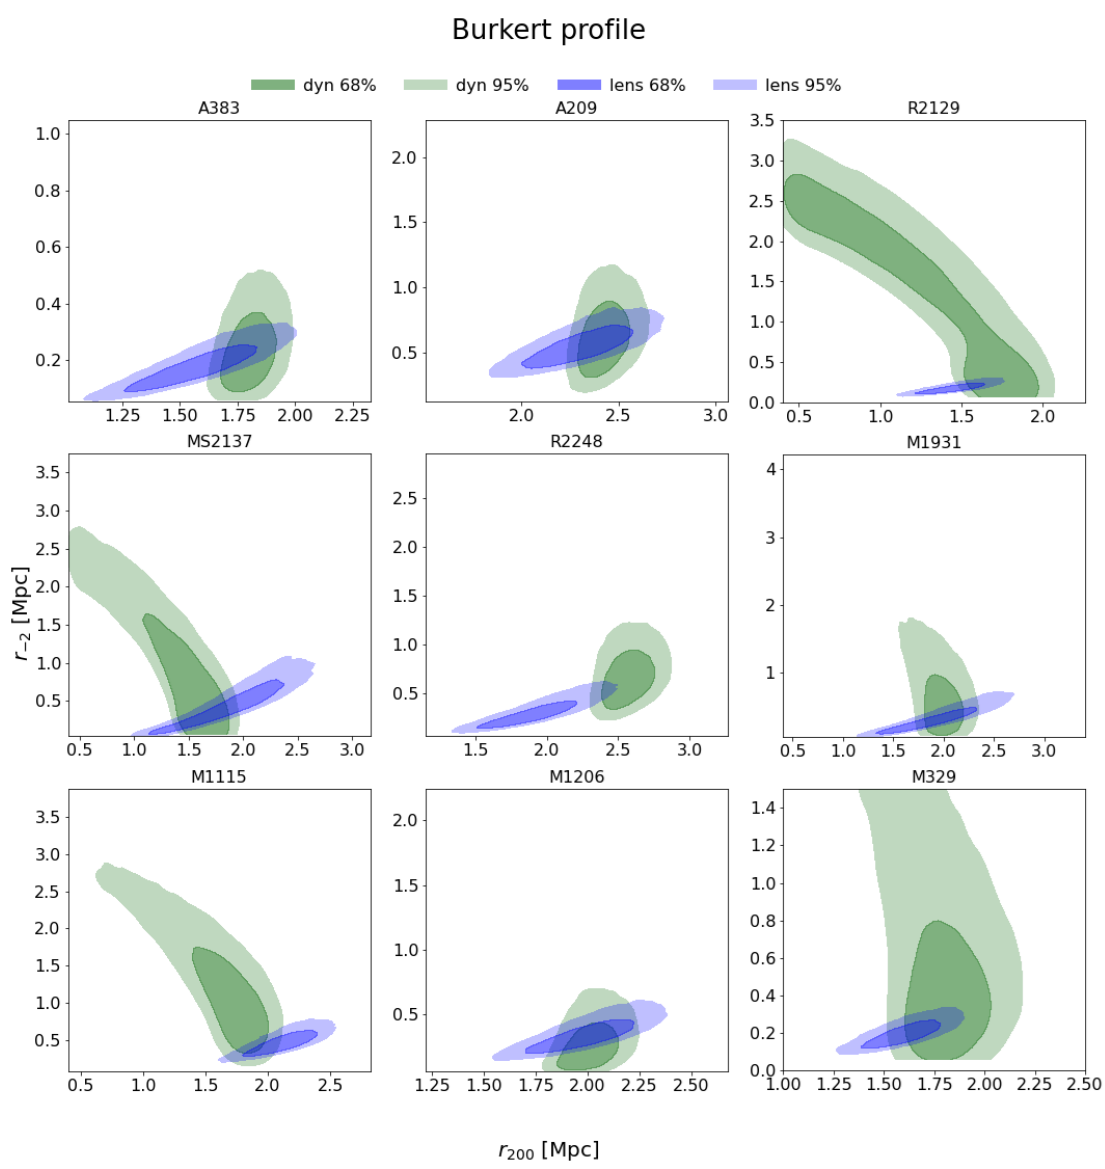 Burkert profile
dyn 68% dyn 95% lens 68% lens 95%
A383 A209 R2129
1.0 0.8 0.6 0.4 0.2
1.25 1.50 1.75 2.00 2.25
2.0 1.5 1.0 0.5
2.0 2.5 3.0
3.5 3.0 2.5 2.0 1.5 1.0 0.5 0.0
0.5 1.0 1.5 2.0
MS2137 R2248 M1931
r₋₂ [Mpc]
3.5 3.0 2.5 2.0 1.5 1.0 0.5
0.5 1.0 1.5 2.0 2.5 3.0
2.5 2.0 1.5 1.0 0.5
1.5 2.0 2.5 3.0
4 3 2 1
0.5 1.0 1.5 2.0 2.5 3.0
M1115 M1206 M329
3.5 3.0 2.5 2.0 1.5 1.0 0.5
0.5 1.0 1.5 2.0 2.5
2.0 1.5 1.0 0.5
1.25 1.50 1.75 2.00 2.25 2.50
1.4 1.2 1.0 0.8 0.6 0.4 0.2 0.0
1.00 1.25 1.50 1.75 2.00 2.25 2.50
r₂₀₀ [Mpc]